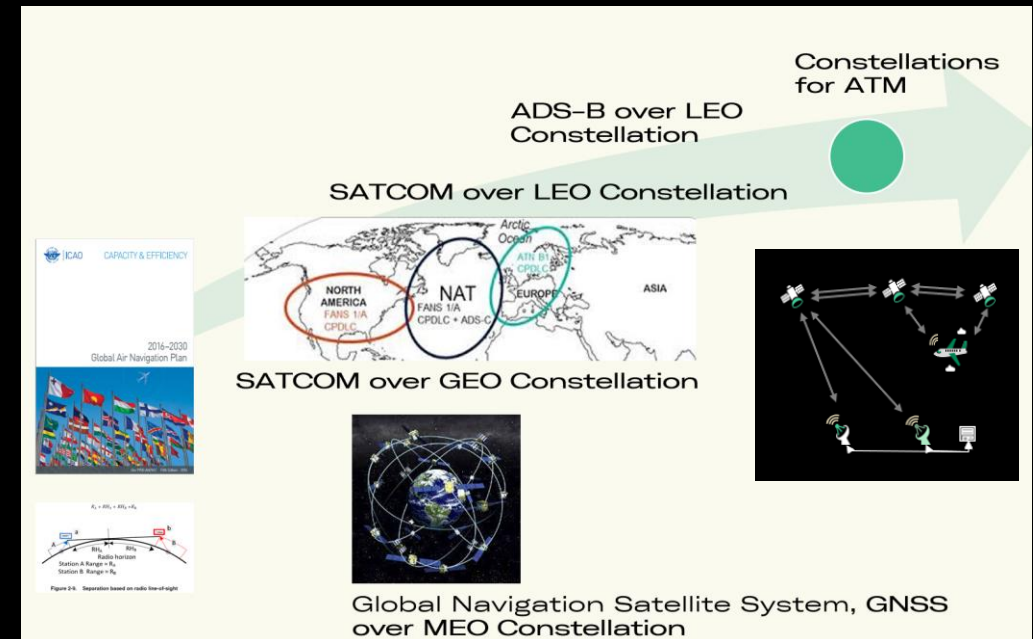 Constellations
for ATM
ADS-B over LEO
Constellation
SATCOM over LEO Constellation
ICAO
CAPACITY & EFFICIENCY
2016–2030
Global Air Navigation Plan
Arctic
Ocean
ATN B1
CPDLC
NORTH
AMERICA
FANS 1/A
CPDLC
NAT
FANS 1/A
CPDLC + ADS-C
EUROPE
ASIA
SATCOM over GEO Constellation
a
b
A
B
RHA
RHB
Radio horizon
Station A Range = RA
Station B Range = RB
Figure 2-5. Separation based on radio line-of-sight
Global Navigation Satellite System, GNSS
over MEO Constellation